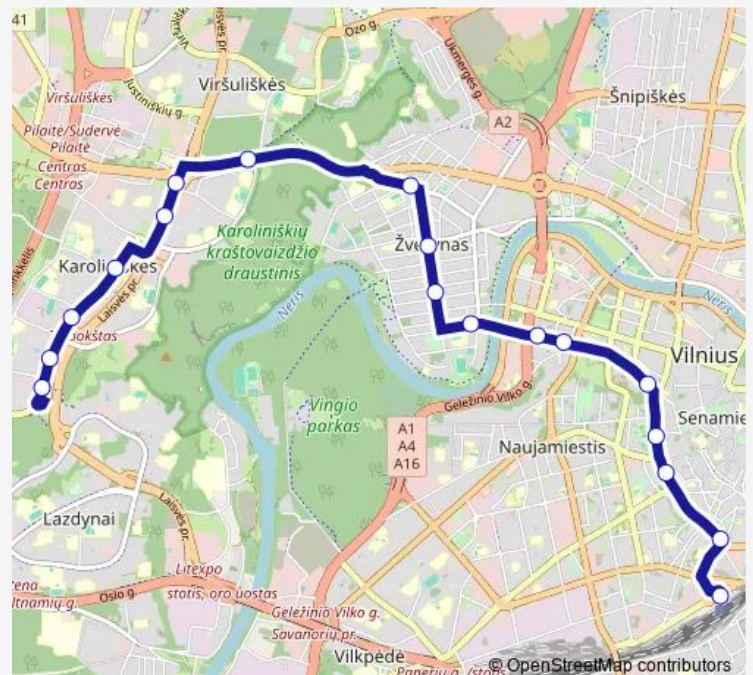 41
Laisvės pr.
Ozo g.
Ukmergės g.
Viršuliškės
Justiniškių g.
Šnipiškės
Viršuliškės
Pilaitė/Sudervė
Pilaitė
Centras
Centras
A2
Karoliniškių
kraštovaizdžio
draustinis
Neris
Neris
Laisvės pr.
Vilnius
Vingio
parkas
Geležinio Vilko g.
A1
A4
A16
Senamie
Naujamiestis
Lazdynai
Laisvės pr.
Litexpo
stotis, oro uostas
Oslo g.
Geležinio Vilko g.
Savanorių pr.
Vilkpėdė
© OpenStreetMap contributors